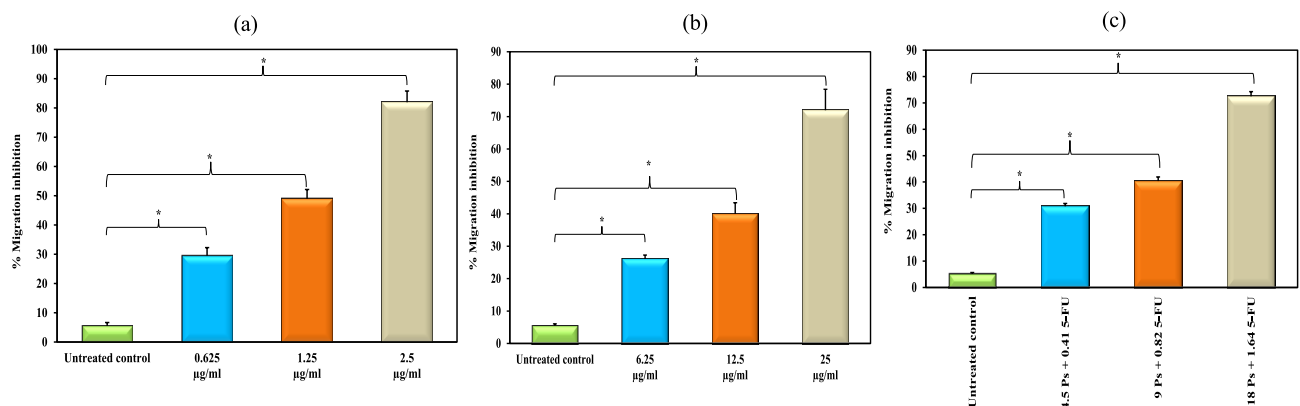 (a)
% Migration inhibition
100
90
80
70
60
50
40
30
20
10
0
*
*
*
Untreated control
0.625
µg/ml
1.25
µg/ml
2.5
µg/ml
(b)
% Migration inhibition
90
80
70
60
50
40
30
20
10
0
*
*
*
Untreated control
6.25
µg/ml
12.5
µg/ml
25
µg/ml
(c)
% Migration inhibition
90
80
70
60
50
40
30
20
10
0
*
*
*
Untreated control
4.5 Ps + 0.41 5-FU
9 Ps + 0.82 5-FU
18 Ps + 1.64 5-FU